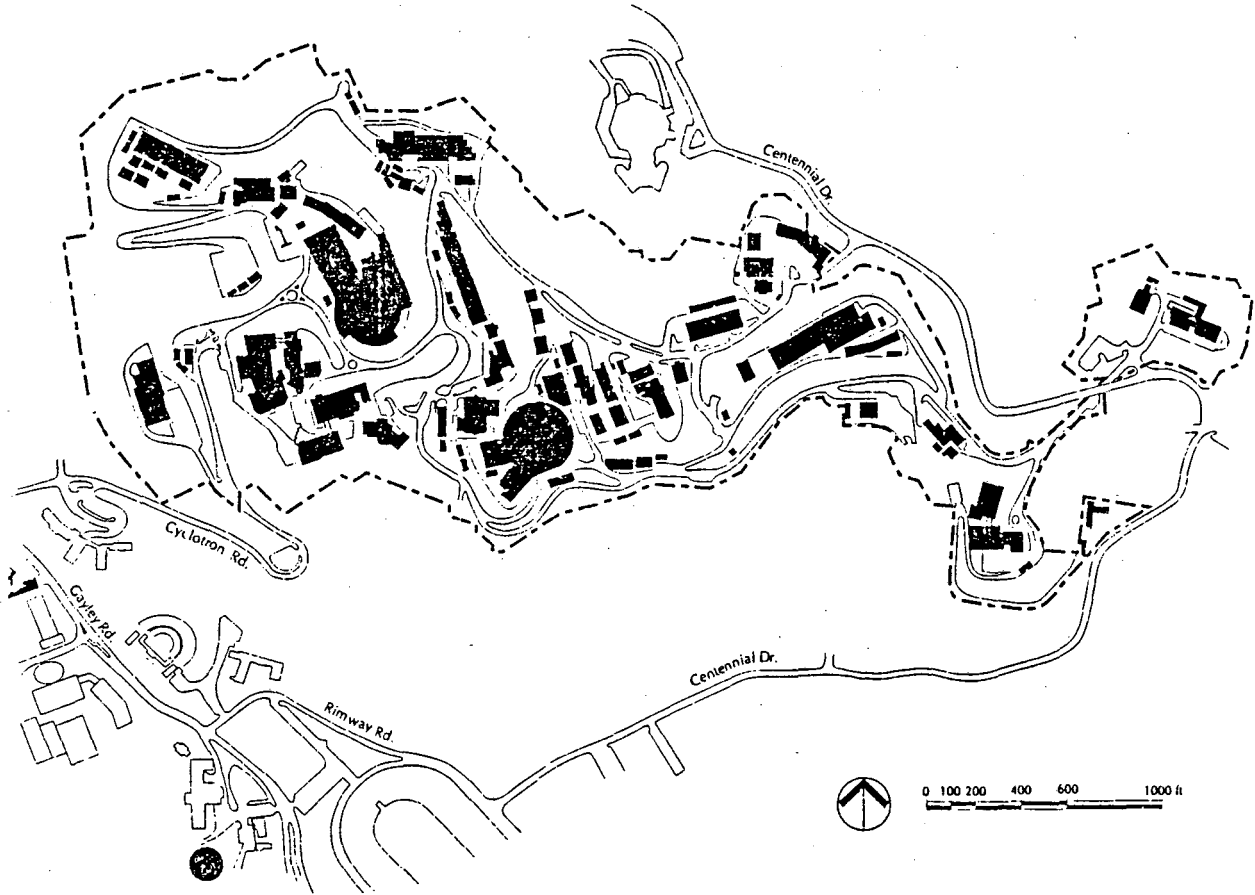 Centennial Dr.
Cyclotron Rd.
Gayley Rd.
Centennial Dr.
Rimway Rd.
0 100 200 400 600 1000 ft